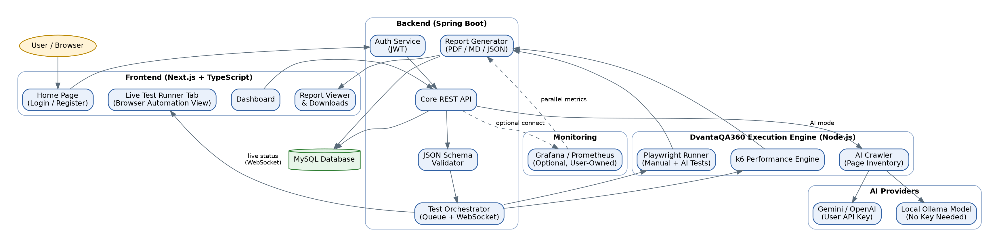 Backend (Spring Boot)
User / Browser
Auth Service
(JWT)
Report Generator
(PDF / MD / JSON)
Frontend (Next.js + TypeScript)
Home Page
(Login / Register)
Live Test Runner Tab
(Browser Automation View)
Dashboard
Report Viewer
& Downloads
Core REST API
parallel metrics
optional connect
AI mode
Monitoring
DvantaQA360 Execution Engine (Node.js)
live status
(WebSocket)
MySQL Database
JSON Schema
Validator
Grafana / Prometheus
(Optional, User-Owned)
Playwright Runner
(Manual + AI Tests)
k6 Performance Engine
AI Crawler
(Page Inventory)
AI Providers
Test Orchestrator
(Queue + WebSocket)
Gemini / OpenAI
(User API Key)
Local Ollama Model
(No Key Needed)